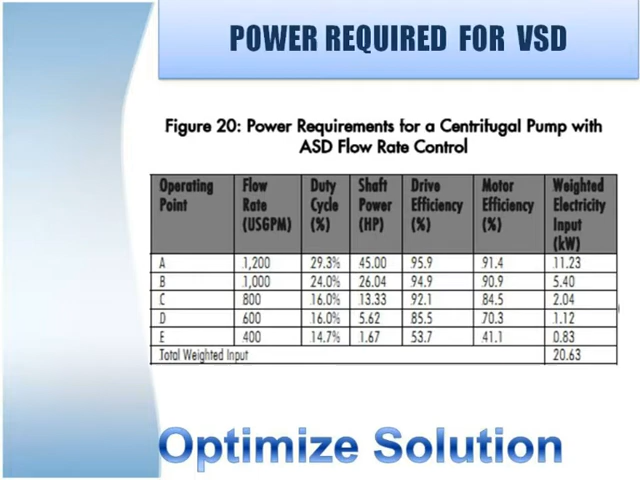 POWER REQUIRED FOR VSD
Figure 20: Power Requirements for a Centrifugal Pump with
ASD Flow Rate Control
Operating Point Flow Rate (USGPM) Duty Cycle (%) Shaft Power (HP) Drive Efficiency (%) Motor Efficiency (%) Weighted Electricity Input (kW)
A 1,200 29.3% 45.00 95.9 91.4 11.23
B 1,000 24.0% 26.04 94.9 90.9 5.40
C 800 16.0% 13.33 92.1 84.5 2.04
D 600 16.0% 5.62 85.5 70.3 1.12
E 400 14.7% 1.67 53.7 41.1 0.83
Total Weighted Input 20.63
Optimize Solution